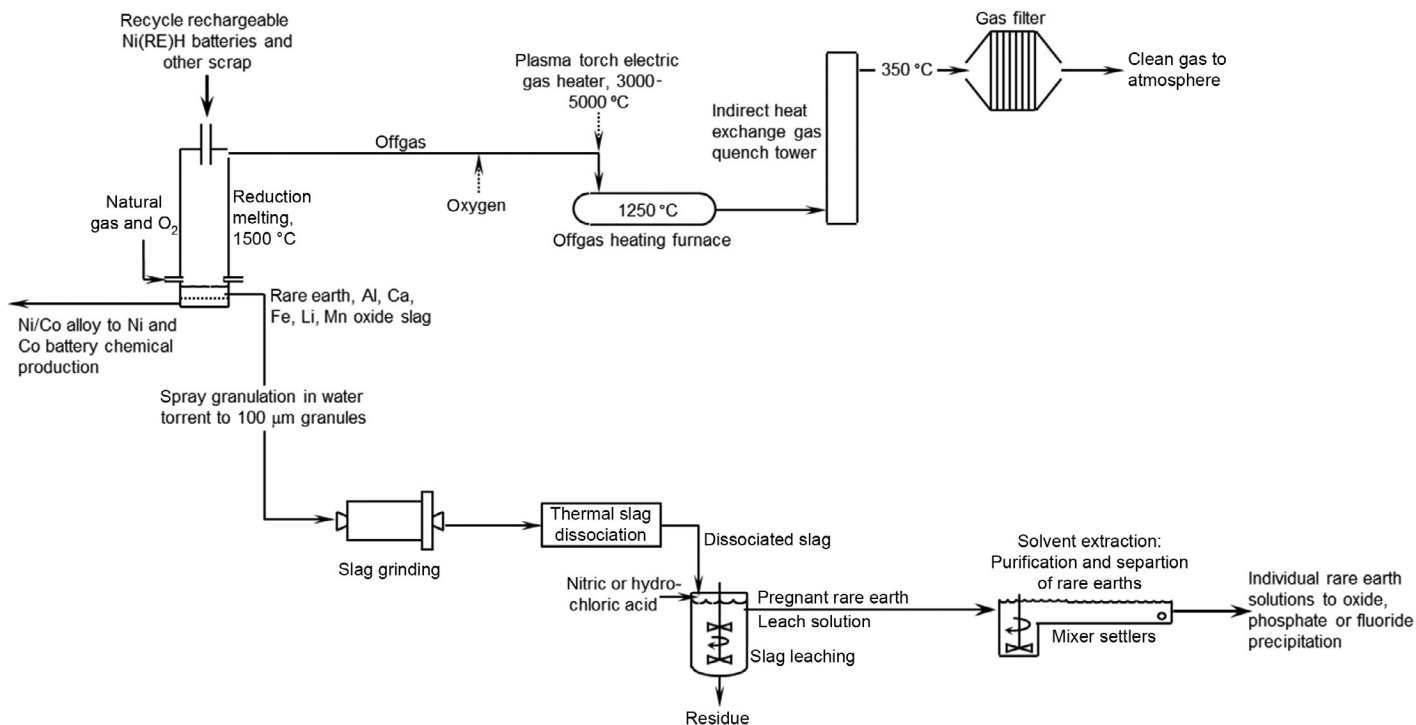 Recycle rechargeable
Ni(RE)H batteries and
other scrap
Plasma torch electric
gas heater, 3000-
5000 ºC
Gas filter
350 °C
Clean gas to
atmosphere
Indirect heat
exchange gas
quench tower
Offgas
Oxygen
1250 °C
Offgas heating furnace
Natural
gas and O2
Reduction
melting,
1500 °C
Rare earth, Al, Ca,
Fe, Li, Mn oxide slag
Ni/Co alloy to Ni and
Co battery chemical
production
Spray granulation in water
torrent to 100 μm granules
Slag grinding
Thermal slag
dissociation
Dissociated slag
Nitric or hydro-
chloric acid
Pregnant rare earth
Leach solution
Slag leaching
Residue
Solvent extraction:
Purification and separtion
of rare earths
Mixer settlers
Individual rare earth
solutions to oxide,
phosphate or fluoride
precipitation